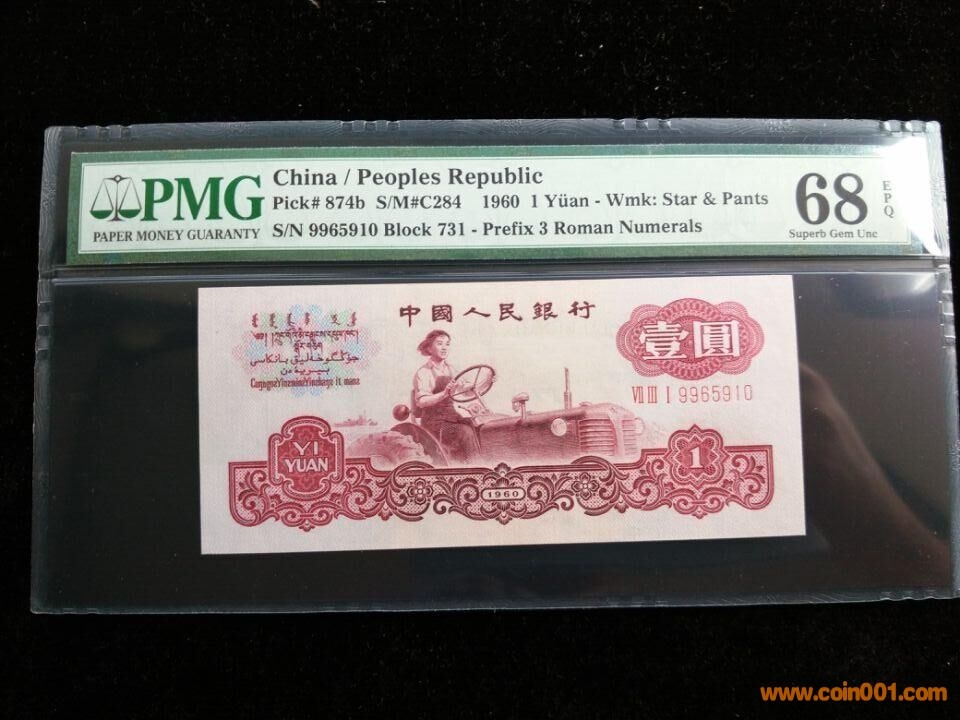 PMG
PAPER MONEY GUARANTY
China / Peoples Republic
Pick# 874b S/M#C284 1960 1 Yüan - Wmk: Star & Pants
S/N 9965910 Block 731 - Prefix 3 Roman Numerals
68
EPQ
Superb Gem Unc
中國人民銀行
壹圓
VII III I 9965910
YI
YUAN
1960
1
www.coin001.com